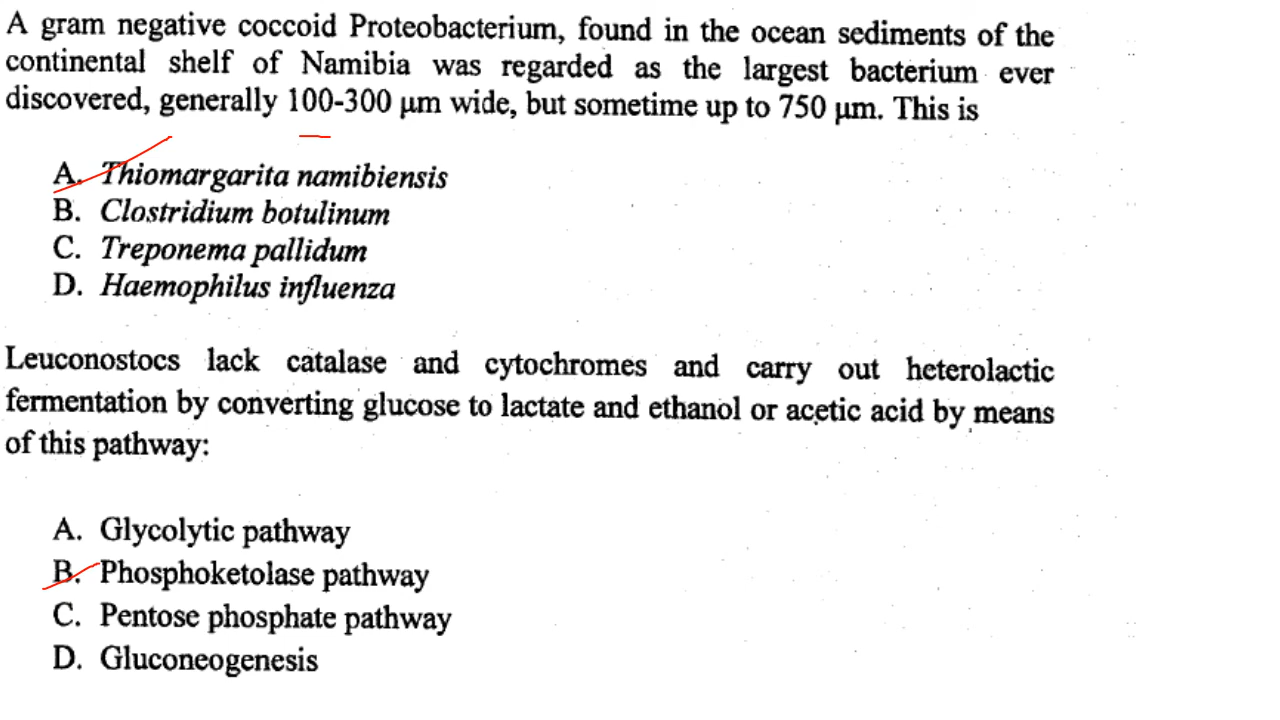 A gram negative coccoid Proteobacterium, found in the ocean sediments of the
continental shelf of Namibia was regarded as the largest bacterium ever
discovered, generally 100-300 μm wide, but sometime up to 750 μm. This is
A. Thiomargarita namibiensis
B. Clostridium botulinum
C. Treponema pallidum
D. Haemophilus influenza
Leuconostocs lack catalase and cytochromes and carry out heterolactic
fermentation by converting glucose to lactate and ethanol or acetic acid by means
of this pathway:
A. Glycolytic pathway
B. Phosphoketolase pathway
C. Pentose phosphate pathway
D. Gluconeogenesis